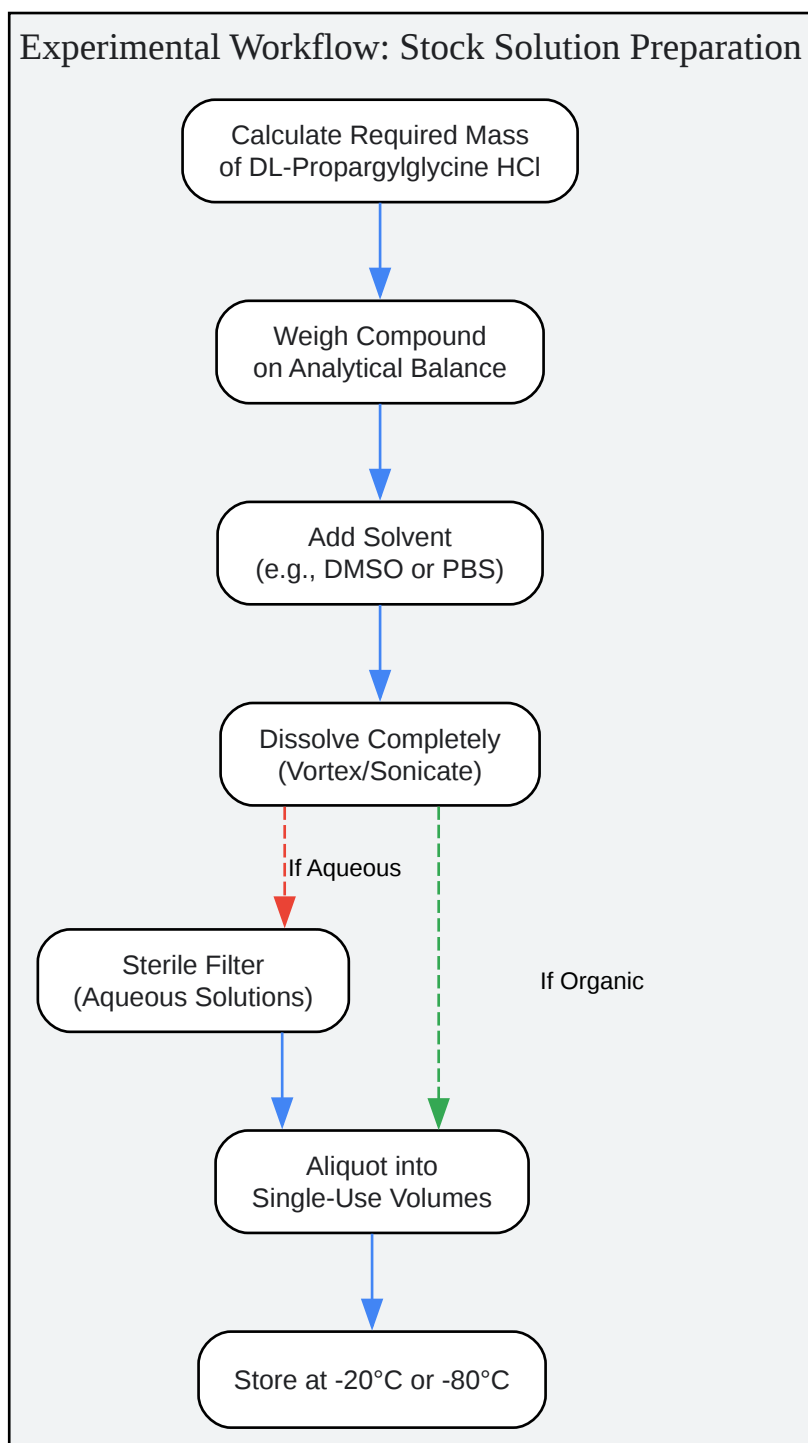 Experimental Workflow: Stock Solution Preparation
Calculate Required Mass
of DL-Propargylglycine HCl
Weigh Compound
on Analytical Balance
Add Solvent
(e.g., DMSO or PBS)
Dissolve Completely
(Vortex/Sonicate)
If Aqueous
Sterile Filter
(Aqueous Solutions)
If Organic
Aliquot into
Single-Use Volumes
Store at -20°C or -80°C